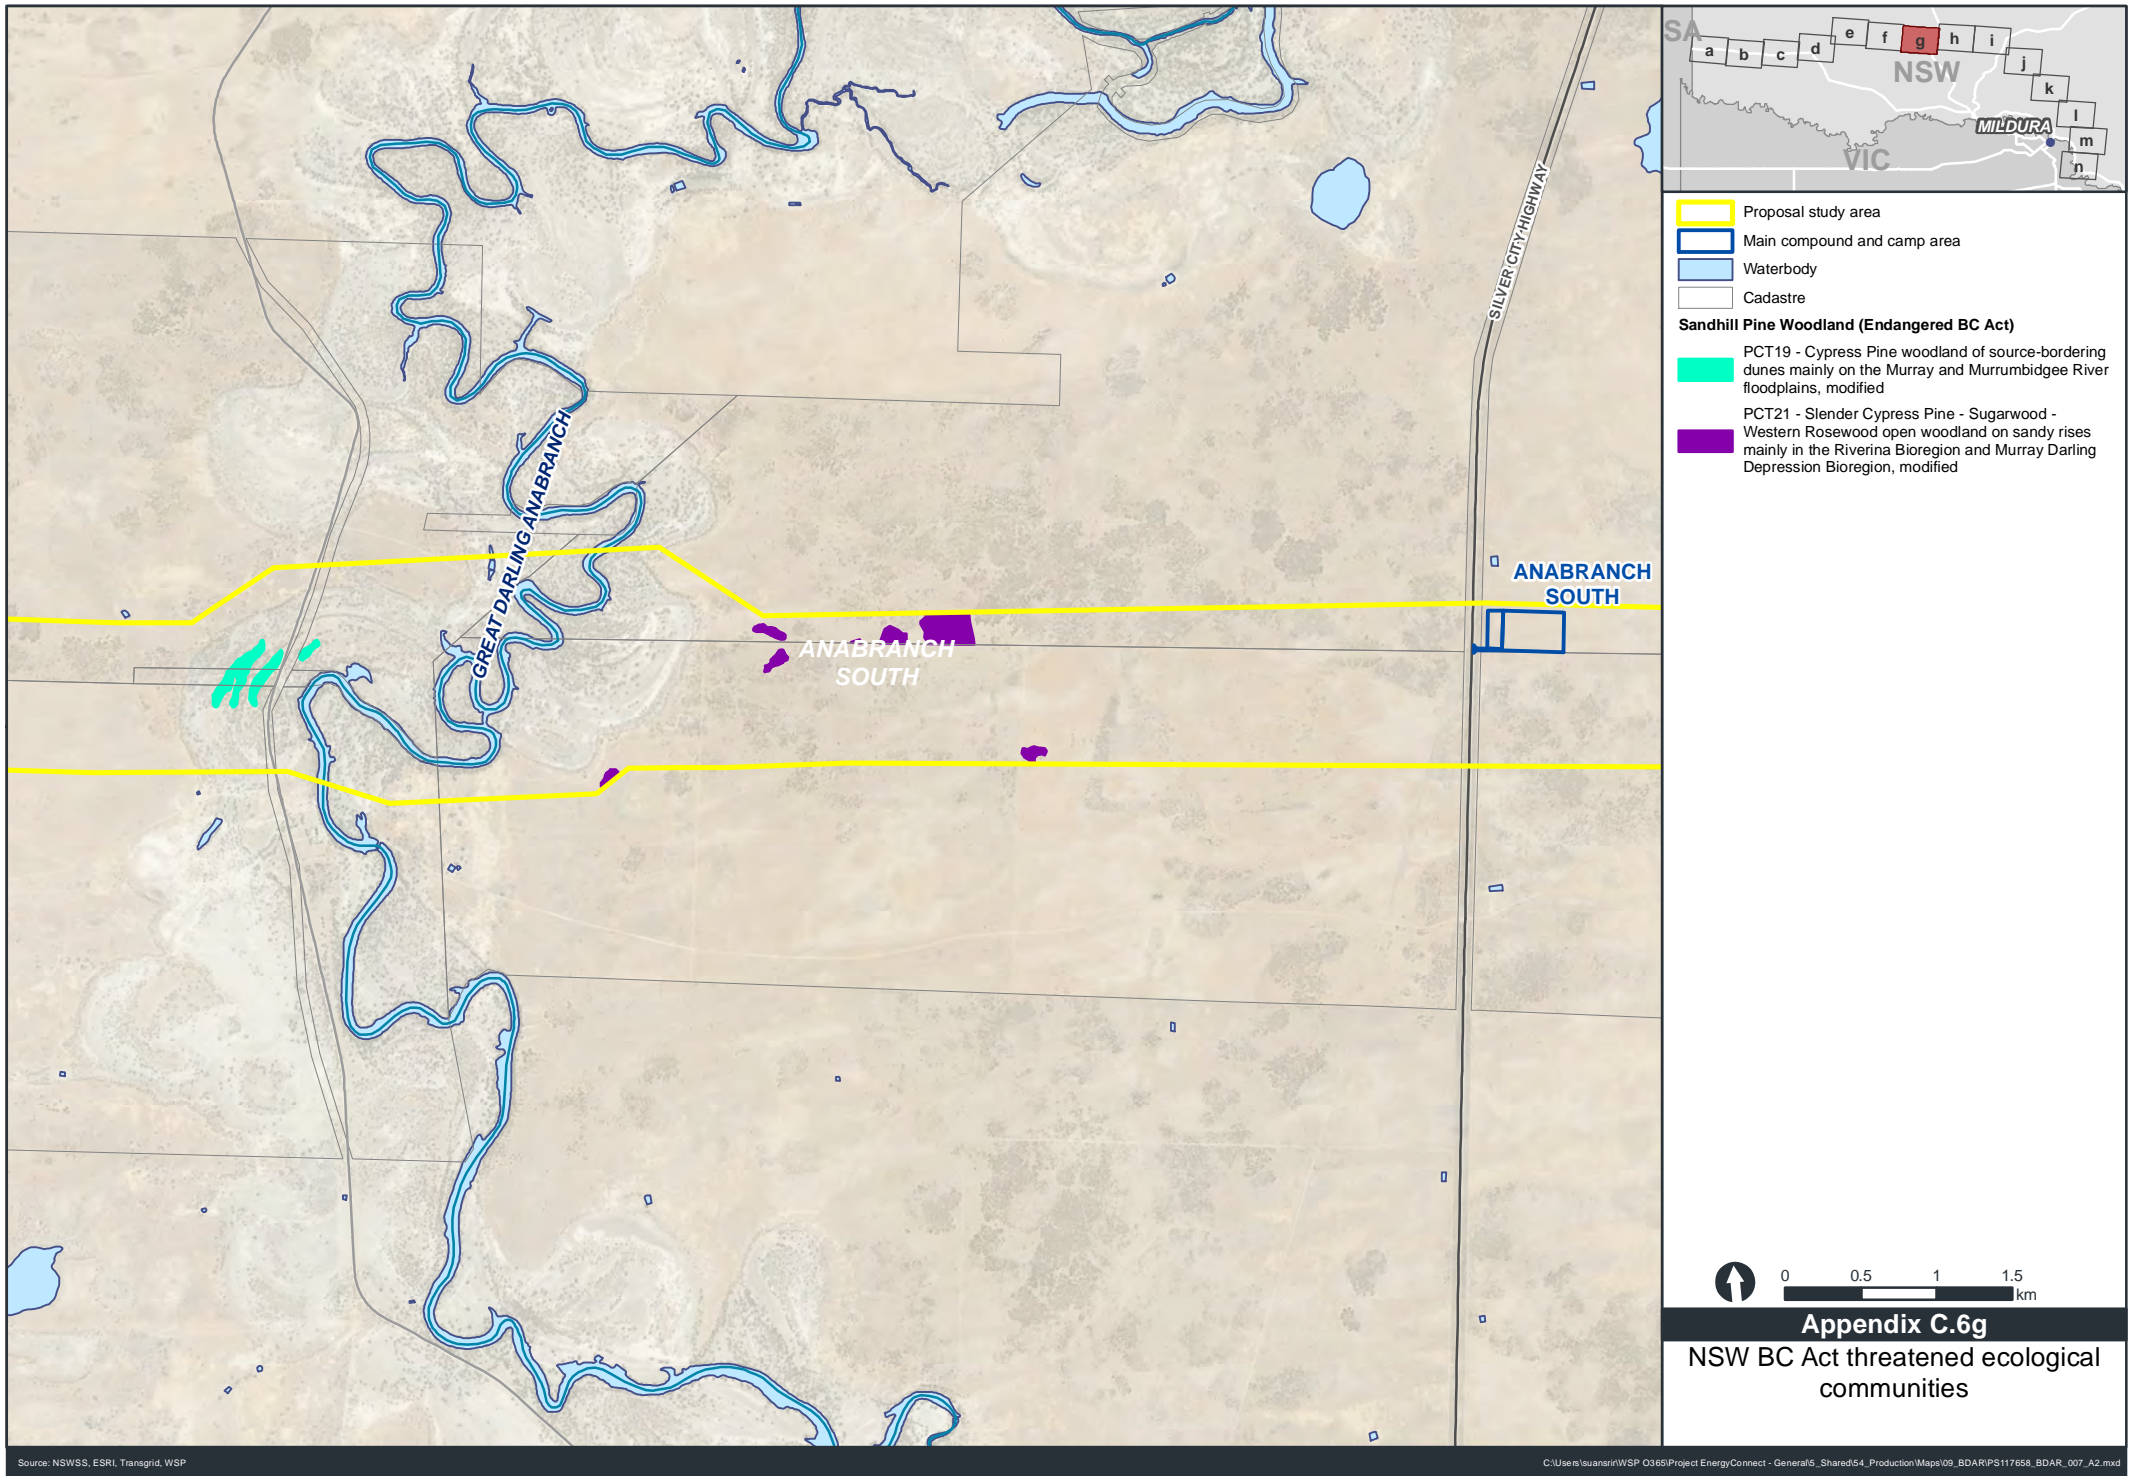 SILVER CITY HIGHWAY
GREAT DARLING ANABRANCH
ANABRANCH
SOUTH
ANABRANCH
SOUTH
SA
a
b
c
d
e
f
g
h
i
j
k
l
m
n
NSW
MILDURA
VIC
Proposal study area
Main compound and camp area
Waterbody
Cadastre
Sandhill Pine Woodland (Endangered BC Act)
PCT19 - Cypress Pine woodland of source-bordering
dunes mainly on the Murray and Murrumbidgee River
floodplains, modified
PCT21 - Slender Cypress Pine - Sugarwood -
Western Rosewood open woodland on sandy rises
mainly in the Riverina Bioregion and Murray Darling
Depression Bioregion, modified
0 0.5 1 1.5
km
Appendix C.6g
NSW BC Act threatened ecological
communities
Source: NSWSS, ESRI, Transgrid, WSP
C:\Users\suansrir\WSP O365\Project EnergyConnect - General\5_Shared\54_Production\Maps\09_BDAR\PS117658_BDAR_007_A2.mxd